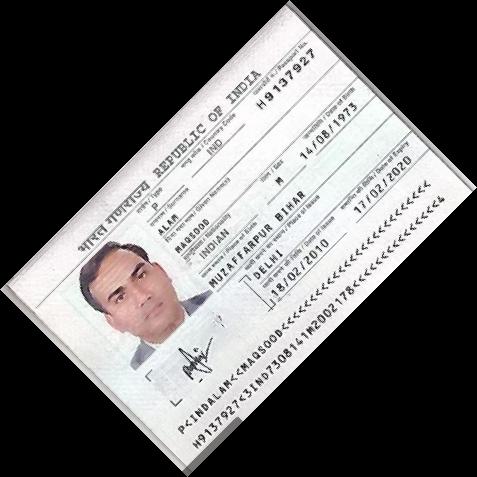 भारत गणराज्य REPUBLIC OF INDIA
टाईप / Type
P
राष्ट्र कोड / Country Code
IND
पासपोर्ट नं. / Passport No.
H9137927
उपनाम / Surname
ALAM
दिया गया नाम / Given Name(s)
MAQSOOD
राष्ट्रीयता / Nationality
INDIAN
लिंग / Sex
M
जन्मतिथि / Date of Birth
14/08/1973
जन्म स्थान / Place of Birth
MUZAFFARPUR BIHAR
जारी करने का स्थान / Place of Issue
DELHI
जारी करने की तिथि / Date of Issue
18/02/2010
समाप्ति की तिथि / Date of Expiry
17/02/2020
P<INDALAM<<MAQSOOD<<<<<<<<<<<<<<<<<<<<<<<<<<
H9137927<3IND7308141M2002178<<<<<<<<<<<<<<4